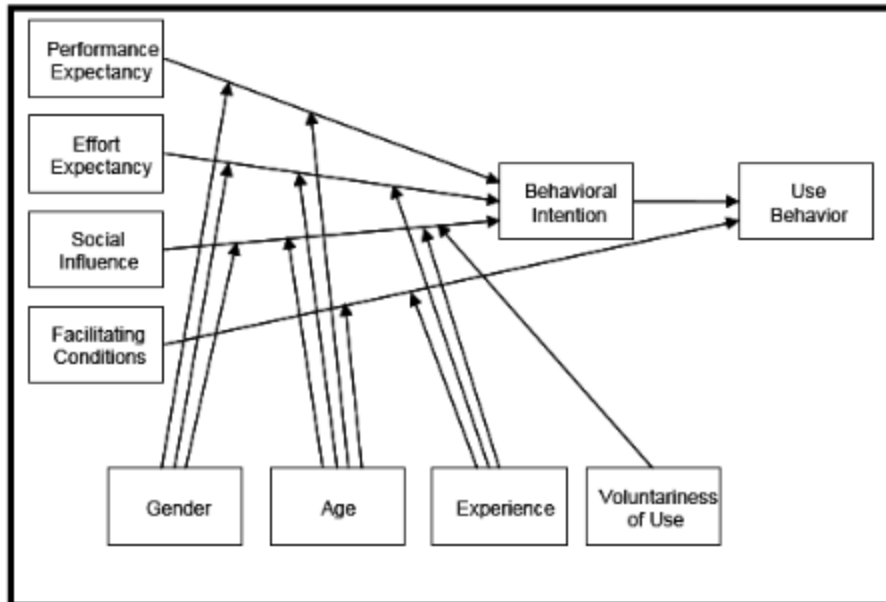 Performance
Expectancy
Effort
Expectancy
Social
Influence
Facilitating
Conditions
Behavioral
Intention
Use
Behavior
Gender
Age
Experience
Voluntariness
of Use